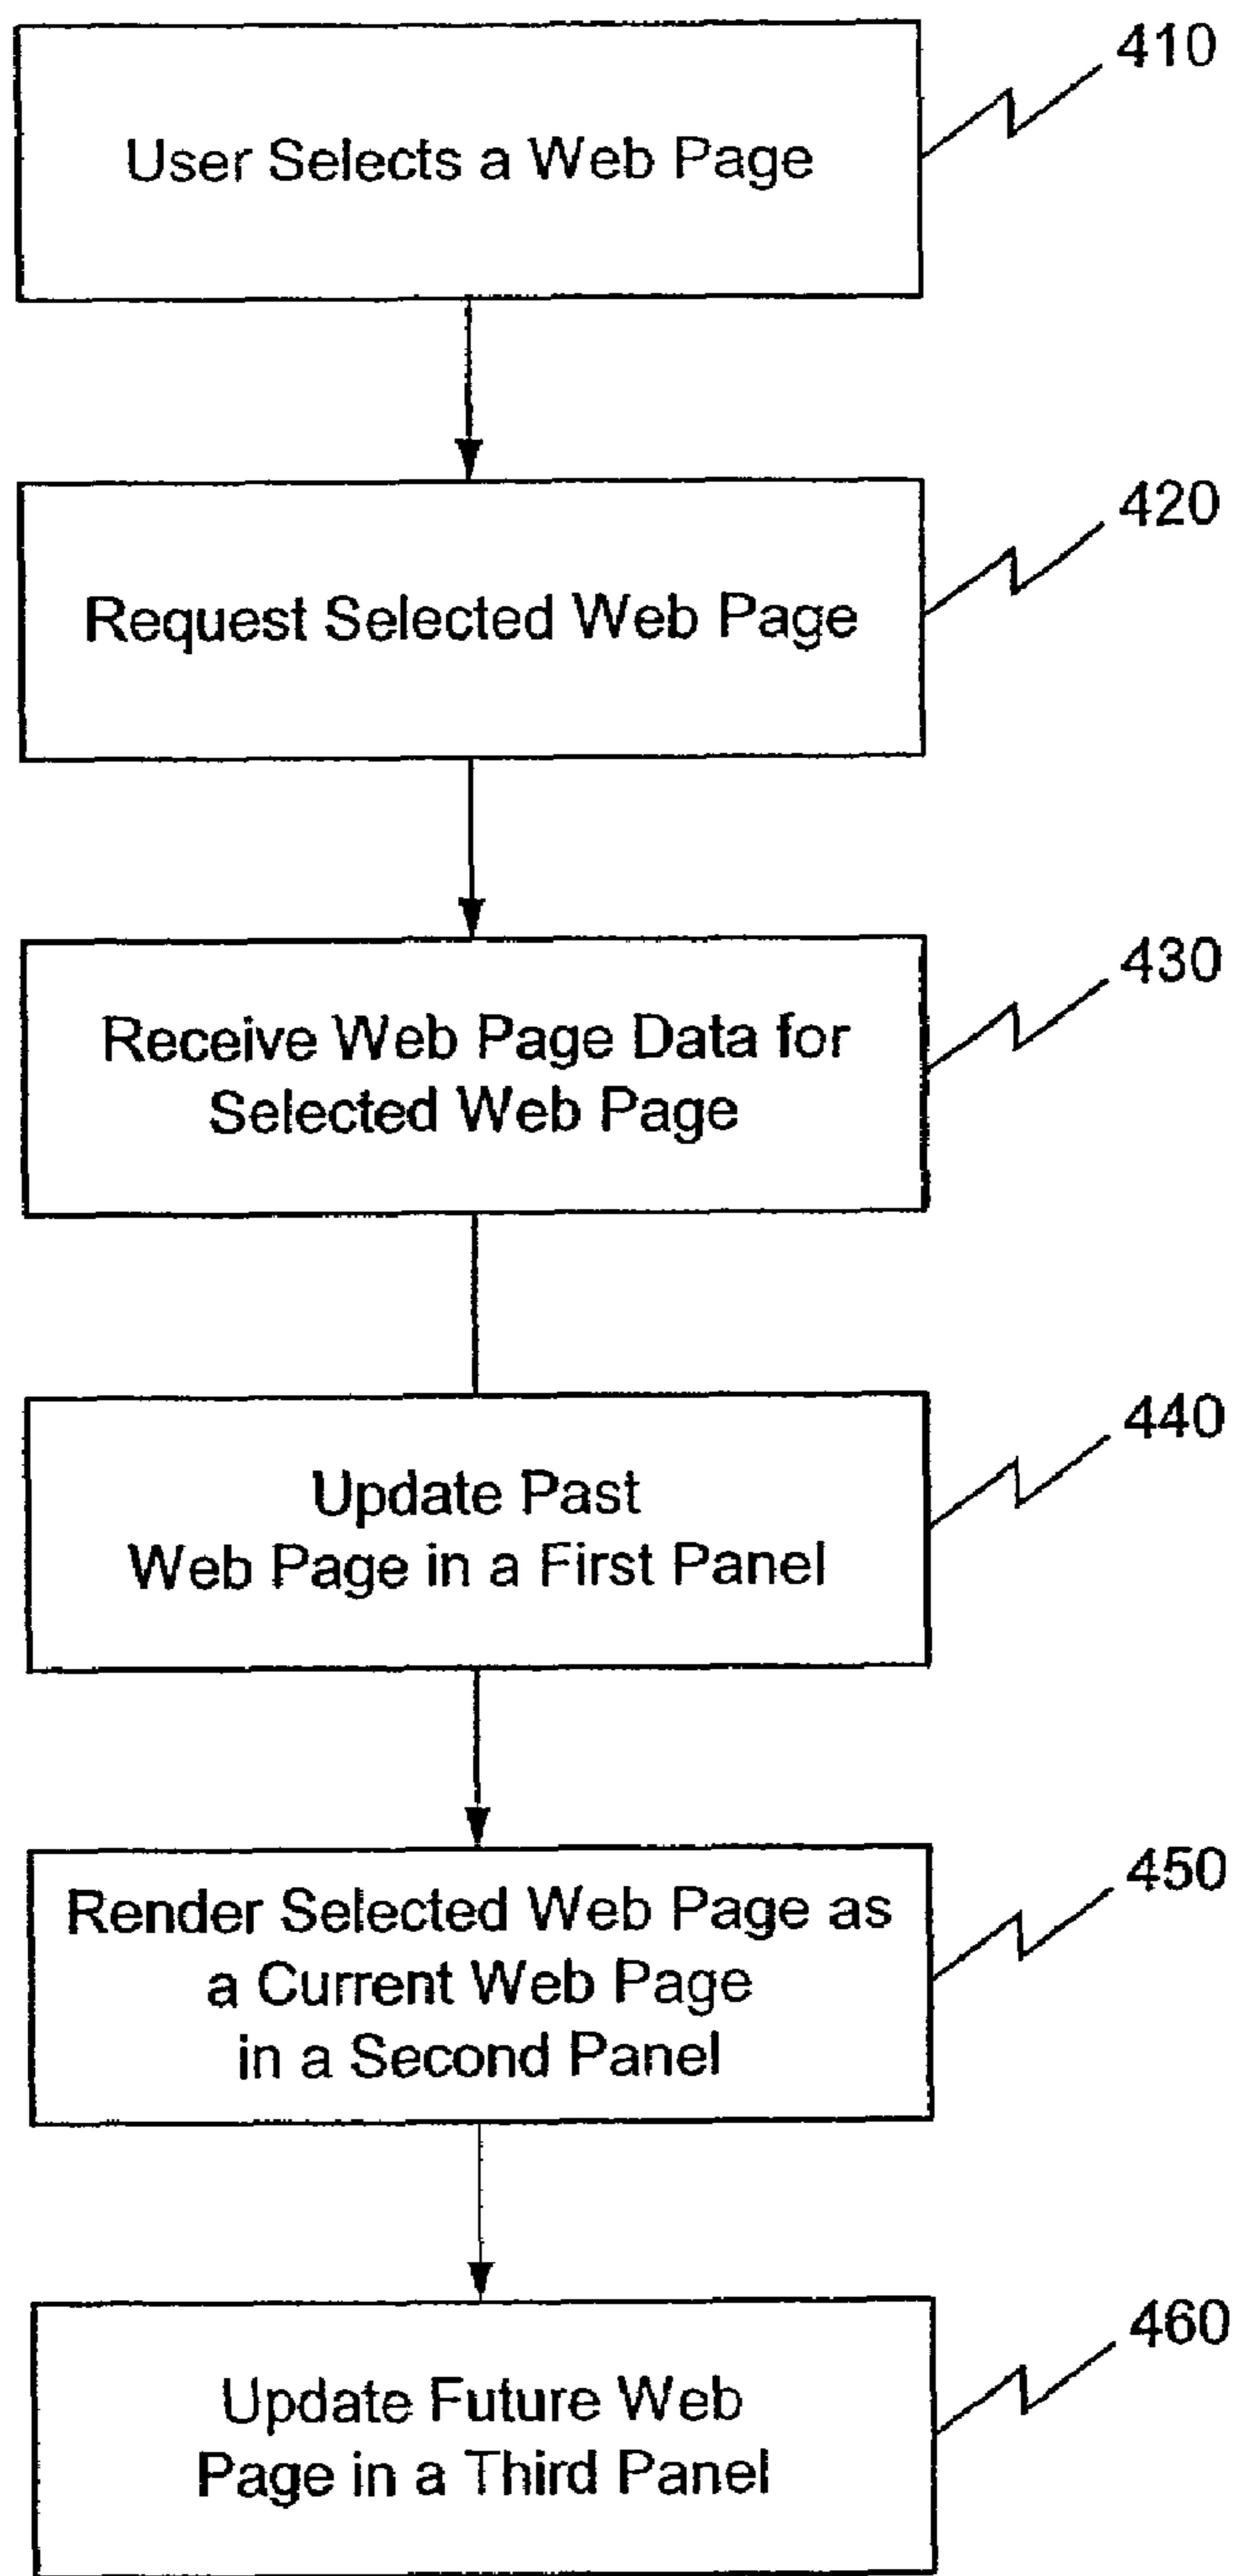 410
User Selects a Web Page
420
Request Selected Web Page
430
Receive Web Page Data for
Selected Web Page
440
Update Past
Web Page in a First Panel
450
Render Selected Web Page as
a Current Web Page
in a Second Panel
460
Update Future Web
Page in a Third Panel